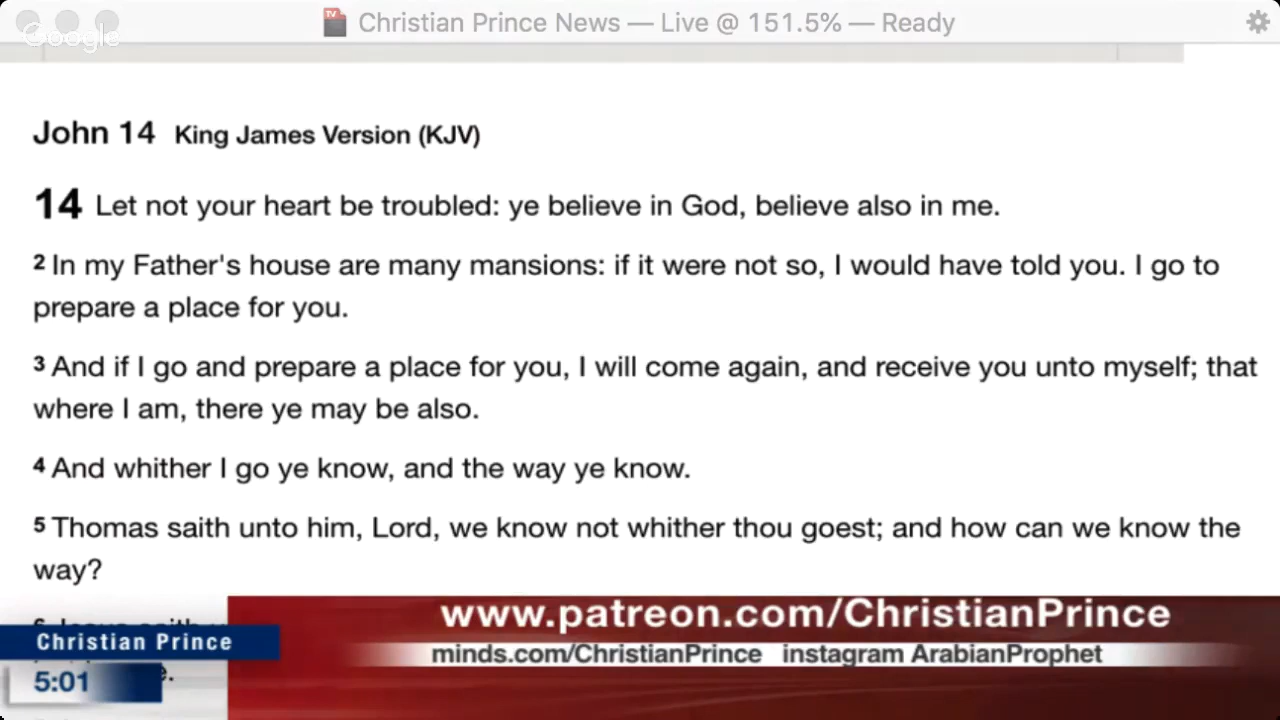 Google
TV
Christian Prince News — Live @ 151.5% — Ready
John 14 King James Version (KJV)
14 Let not your heart be troubled: ye believe in God, believe also in me.
2 In my Father's house are many mansions: if it were not so, I would have told you. I go to
prepare a place for you.
3 And if I go and prepare a place for you, I will come again, and receive you unto myself; that
where I am, there ye may be also.
4 And whither I go ye know, and the way ye know.
5 Thomas saith unto him, Lord, we know not whither thou goest; and how can we know the
way?
www.patreon.com/ChristianPrince
Christian Prince
minds.com/ChristianPrince instagram ArabianProphet
5:01